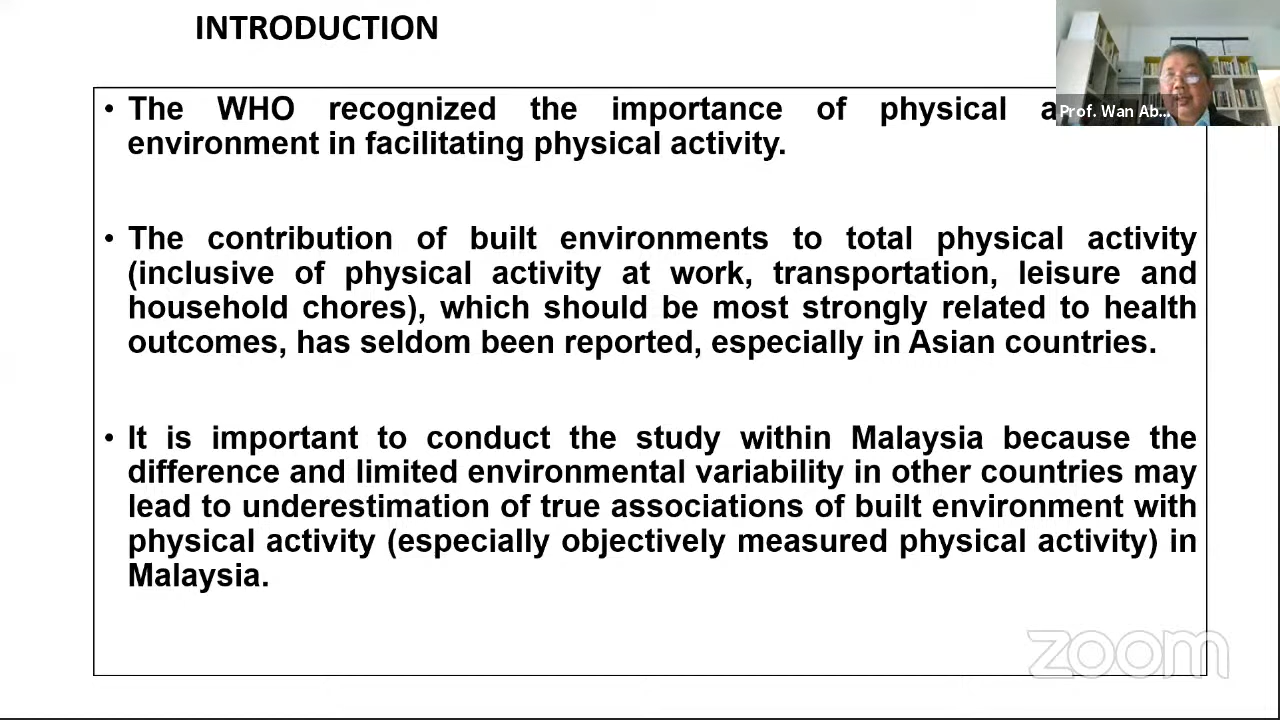 INTRODUCTION
• The WHO recognized the importance of physical
environment in facilitating physical activity.
• The contribution of built environments to total physical activity
(inclusive of physical activity at work, transportation, leisure and
household chores), which should be most strongly related to health
outcomes, has seldom been reported, especially in Asian countries.
• It is important to conduct the study within Malaysia because the
difference and limited environmental variability in other countries may
lead to underestimation of true associations of built environment with
physical activity (especially objectively measured physical activity) in
Malaysia.
Prof. Wan Ab...
zoom